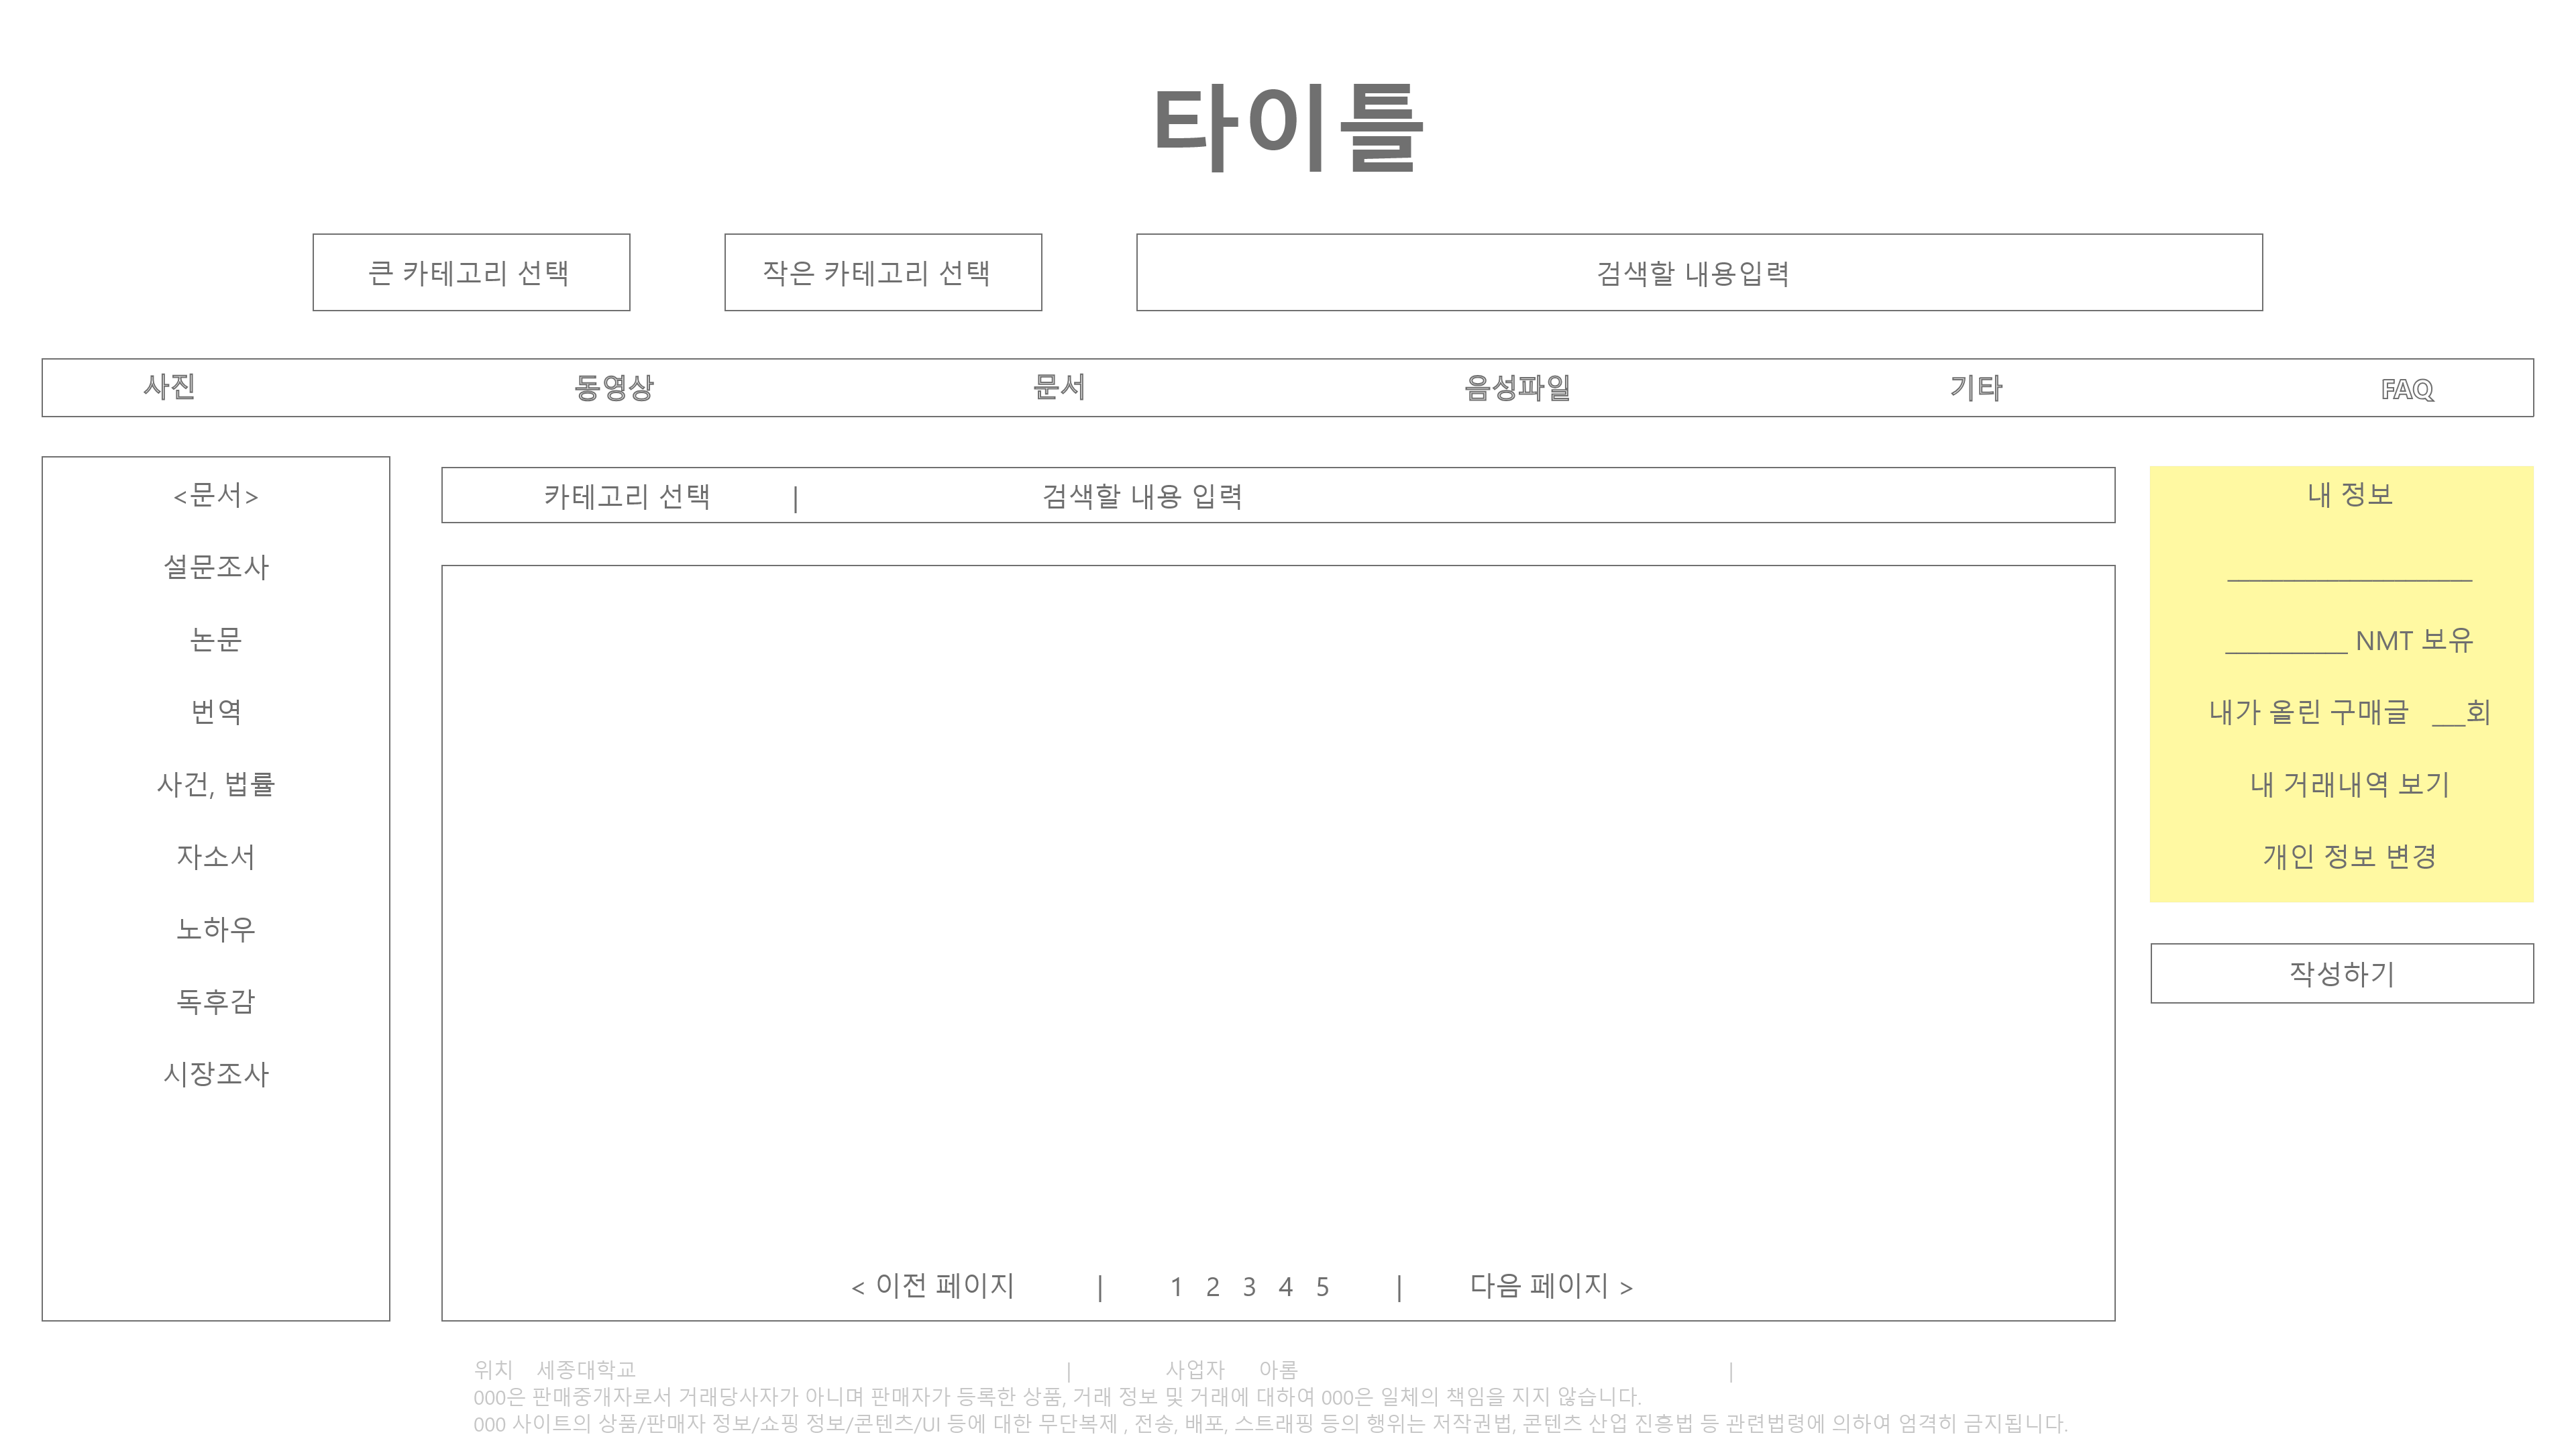 타이틀
큰 카테고리 선택
작은 카테고리 선택
검색할 내용입력
사진 동영상 문서 음성파일 기타 FAQ
<문서>
설문조사
논문
번역
사건, 법률
자소서
노하우
독후감
시장조사
카테고리 선택 | 검색할 내용 입력
< 이전 페이지 | 1 2 3 4 5 | 다음 페이지 >
내 정보
______________________
___________ NMT 보유
내가 올린 구매글 ___회
내 거래내역 보기
개인 정보 변경
작성하기
위치 세종대학교 | 사업자 아롬 |
000은 판매중개자로서 거래당사자가 아니며 판매자가 등록한 상품, 거래 정보 및 거래에 대하여 000은 일체의 책임을 지지 않습니다.
000 사이트의 상품/판매자 정보/쇼핑 정보/콘텐츠/UI 등에 대한 무단복제 , 전송, 배포, 스트래핑 등의 행위는 저작권법, 콘텐츠 산업 진흥법 등 관련법령에 의하여 엄격히 금지됩니다.